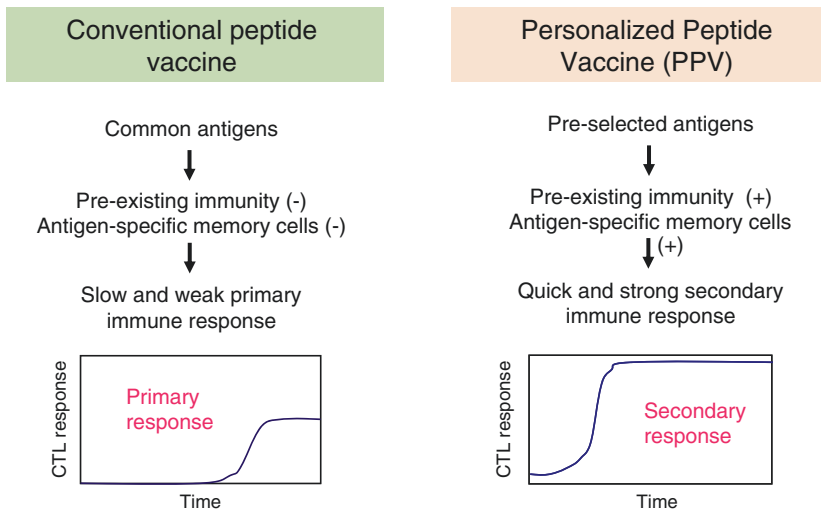 Conventional peptide
vaccine
Common antigens
Pre-existing immunity (-)
Antigen-specific memory cells (-)
Slow and weak primary
immune response
CTL response
Primary
response
Time
Personalized Peptide
Vaccine (PPV)
Pre-selected antigens
Pre-existing immunity (+)
Antigen-specific memory cells
(+)
Quick and strong secondary
immune response
CTL response
Secondary
response
Time